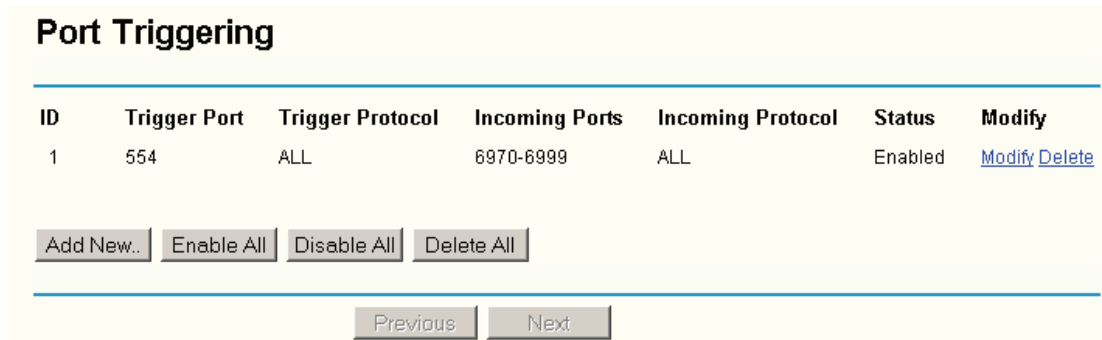 Port Triggering
ID Trigger Port Trigger Protocol Incoming Ports Incoming Protocol Status Modify
1 554 ALL 6970-6999 ALL Enabled Modify Delete
Add New.. Enable All Disable All Delete All
Previous Next